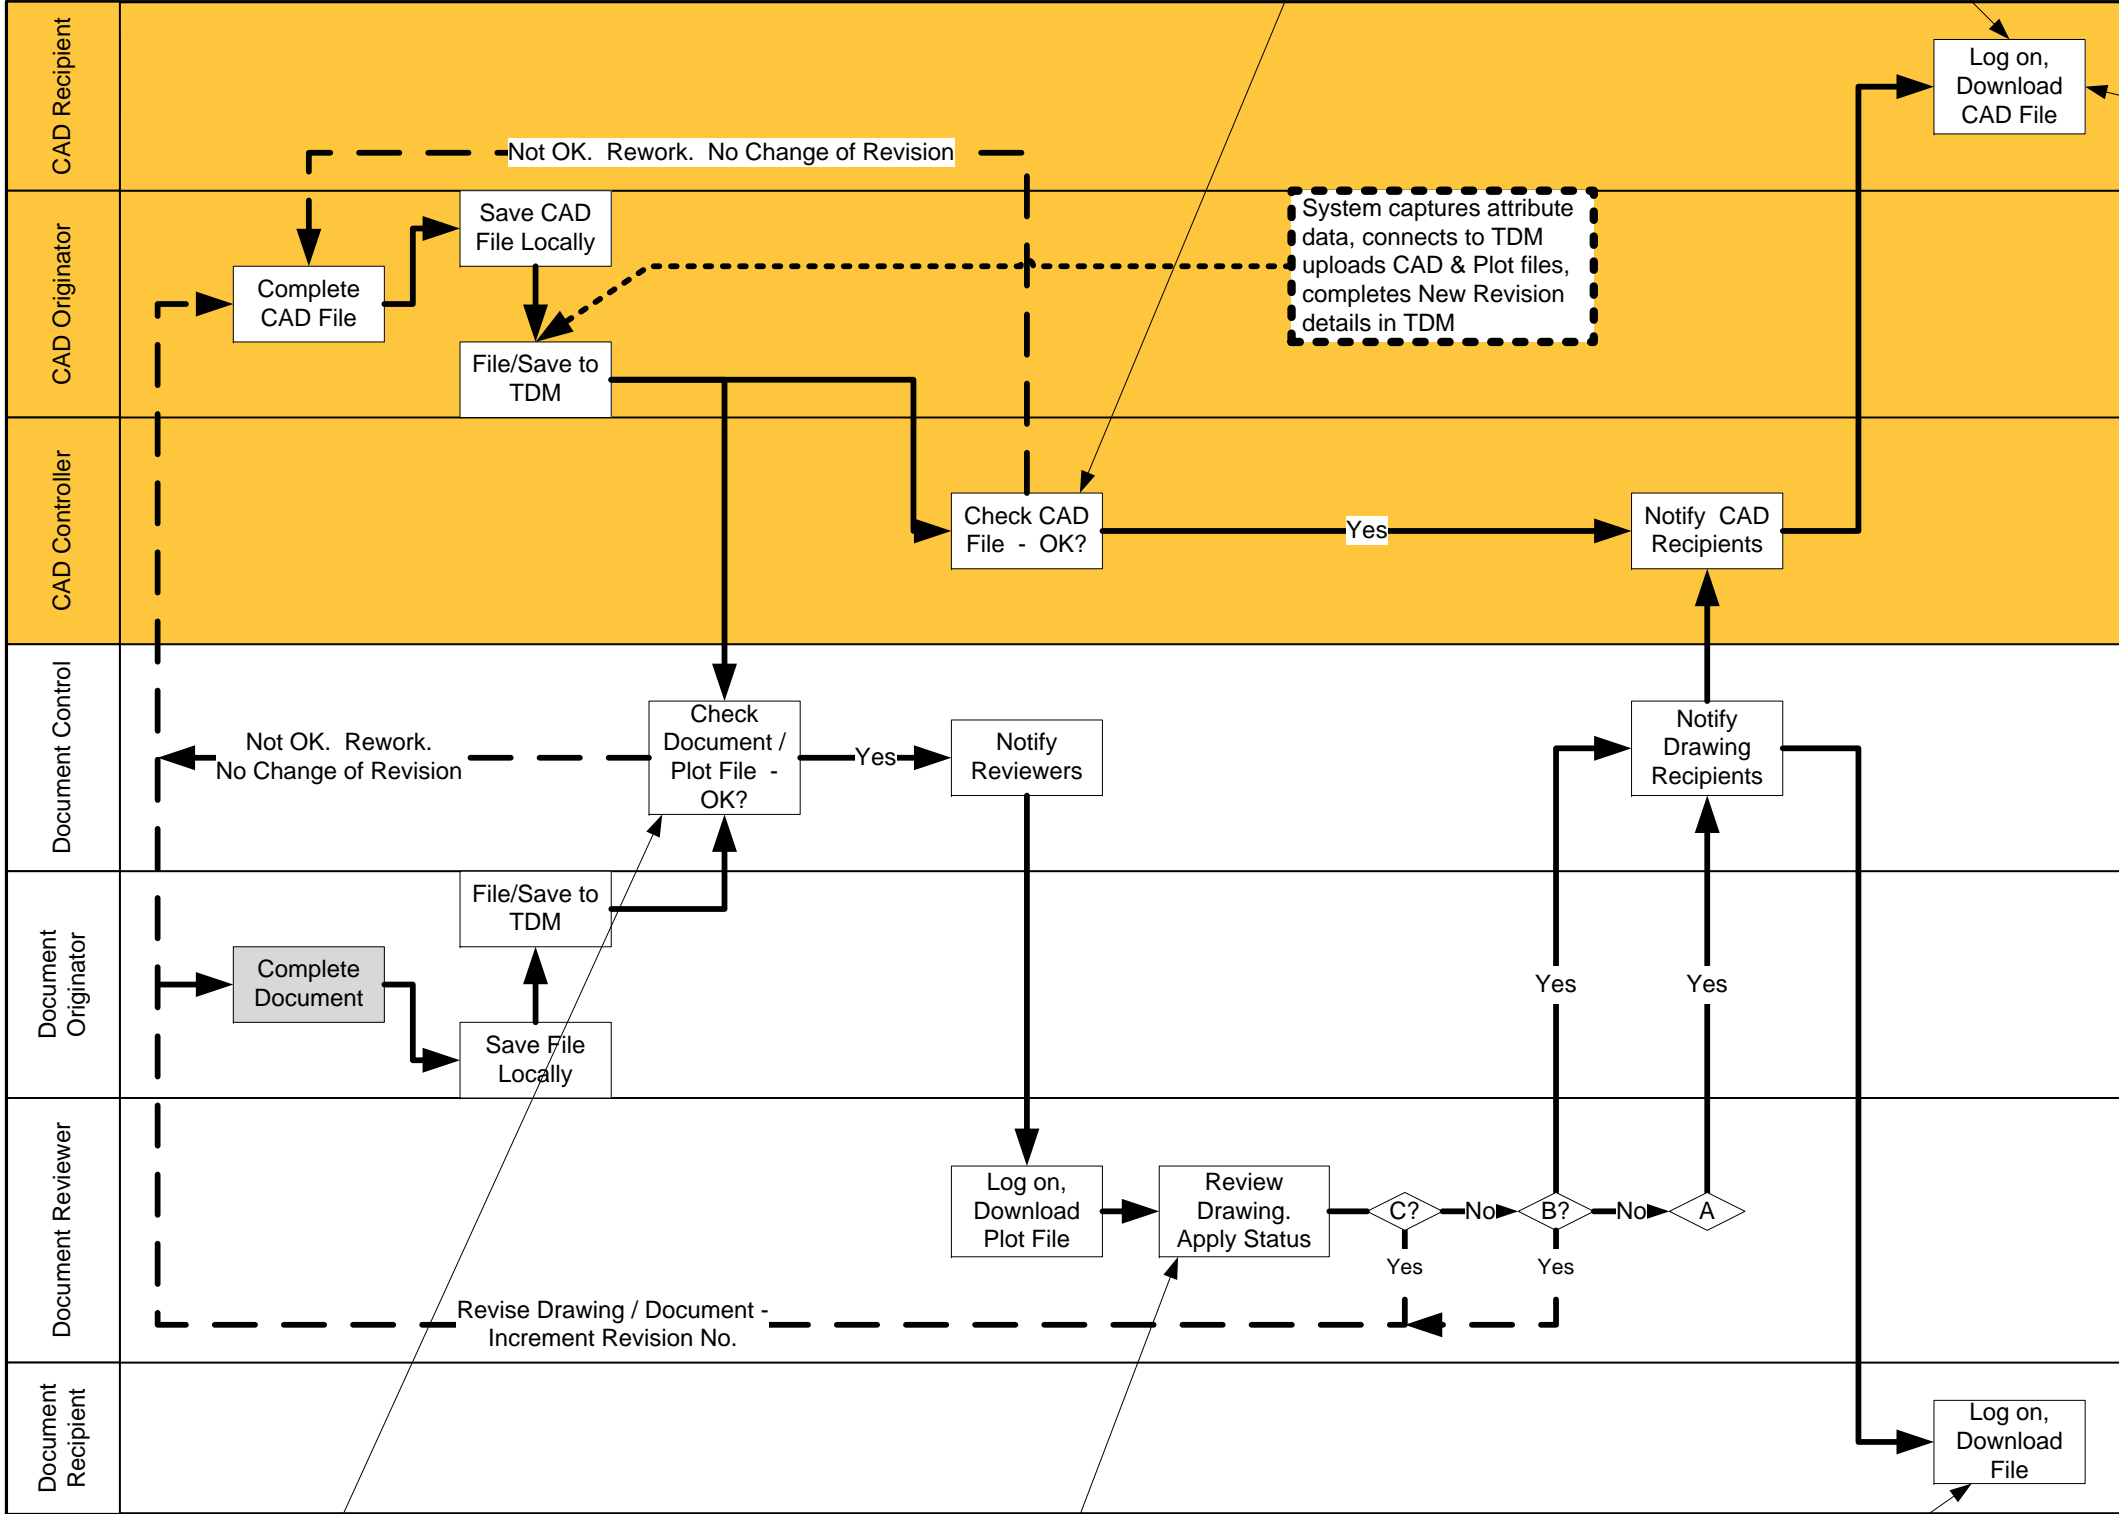 CAD Recipient
Log on,
Download
CAD File
Not OK.  Rework.  No Change of Revision
CAD Originator
Save CAD
File Locally
System captures attribute
data, connects to TDM
uploads CAD & Plot files,
completes New Revision
details in TDM
Complete
CAD File
File/Save to
TDM
CAD Controller
Check CAD
File  -  OK?
Yes
Notify  CAD
Recipients
Document Control
Not OK.  Rework.
No Change of Revision
Check
Document /
Plot File  -
OK?
Yes
Notify
Reviewers
Notify
Drawing
Recipients
Document
Originator
File/Save to
TDM
Complete
Document
Save File
Locally
Yes
Yes
Document Reviewer
Log on,
Download
Plot File
Review
Drawing.
Apply Status
C?
No
B?
No
A
Yes
Yes
Revise Drawing / Document -
Increment Revision No.
Document
Recipient
Log on,
Download
File